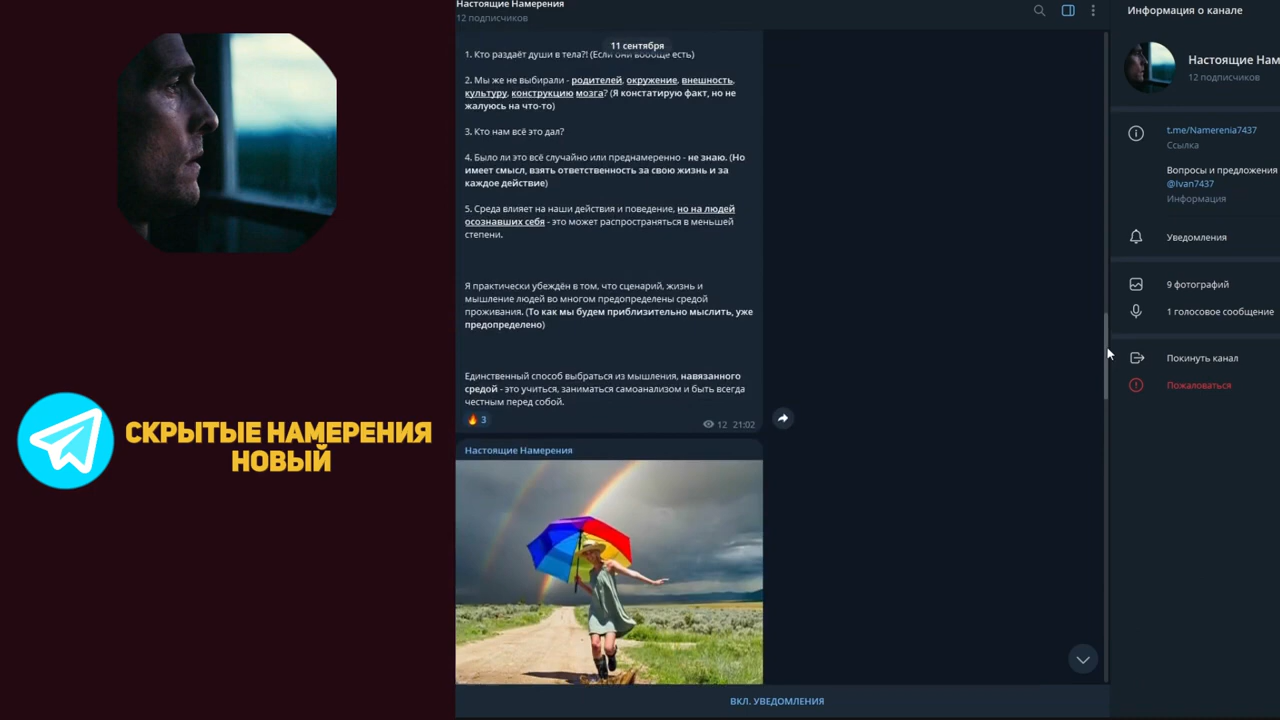 СКРЫТЫЕ НАМЕРЕНИЯ
НОВЫЙ
Настоящие Намерения
12 подписчиков
11 сентября
1. Кто раздаёт души в тела?! (Если они вообще есть)
2. Мы же не выбирали - родителей, окружение, внешность,
культуру, конструкцию мозга? (Я констатирую факт, но не
жалуюсь на что-то)
3. Кто нам всё это дал?
4. Было ли это всё случайно или преднамеренно - не знаю. (Но
имеет смысл, взять ответственность за свою жизнь и за
каждое действие)
5. Среда влияет на наши действия и поведение, но на людей
осознавших себя - это может распространяться в меньшей
степени.
Я практически убеждён в том, что сценарий, жизнь и
мышление людей во многом предопределены средой
проживания. (То как мы будем приблизительно мыслить, уже
предопределено)
Единственный способ выбраться из мышления, навязанного
средой - это учиться, заниматься самоанализом и быть всегда
честным перед собой.
🔥 3
12 21:02
Настоящие Намерения
ВКЛ. УВЕДОМЛЕНИЯ
Информация о канале
Настоящие Нам
12 подписчиков
t.me/Namerenia7437
Ссылка
Вопросы и предложения
@Ivan7437
Информация
Уведомления
9 фотографий
1 голосовое сообщение
Покинуть канал
Пожаловаться